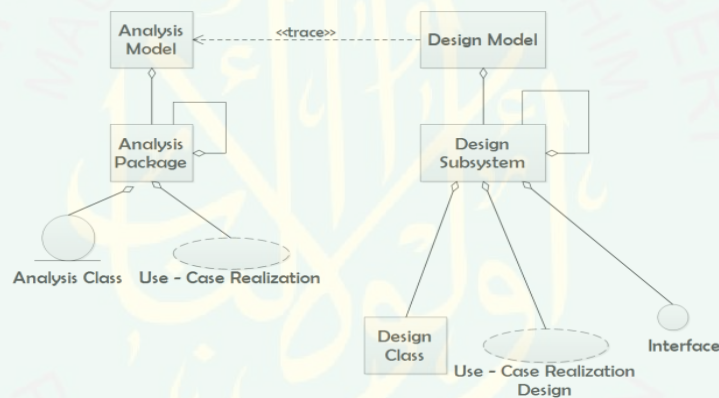 Analysis
Model
<<trace>>
Design Model
Analysis
Package
Design
Subsystem
Analysis Class
Use - Case Realization
Design
Class
Use - Case Realization
Design
Interface